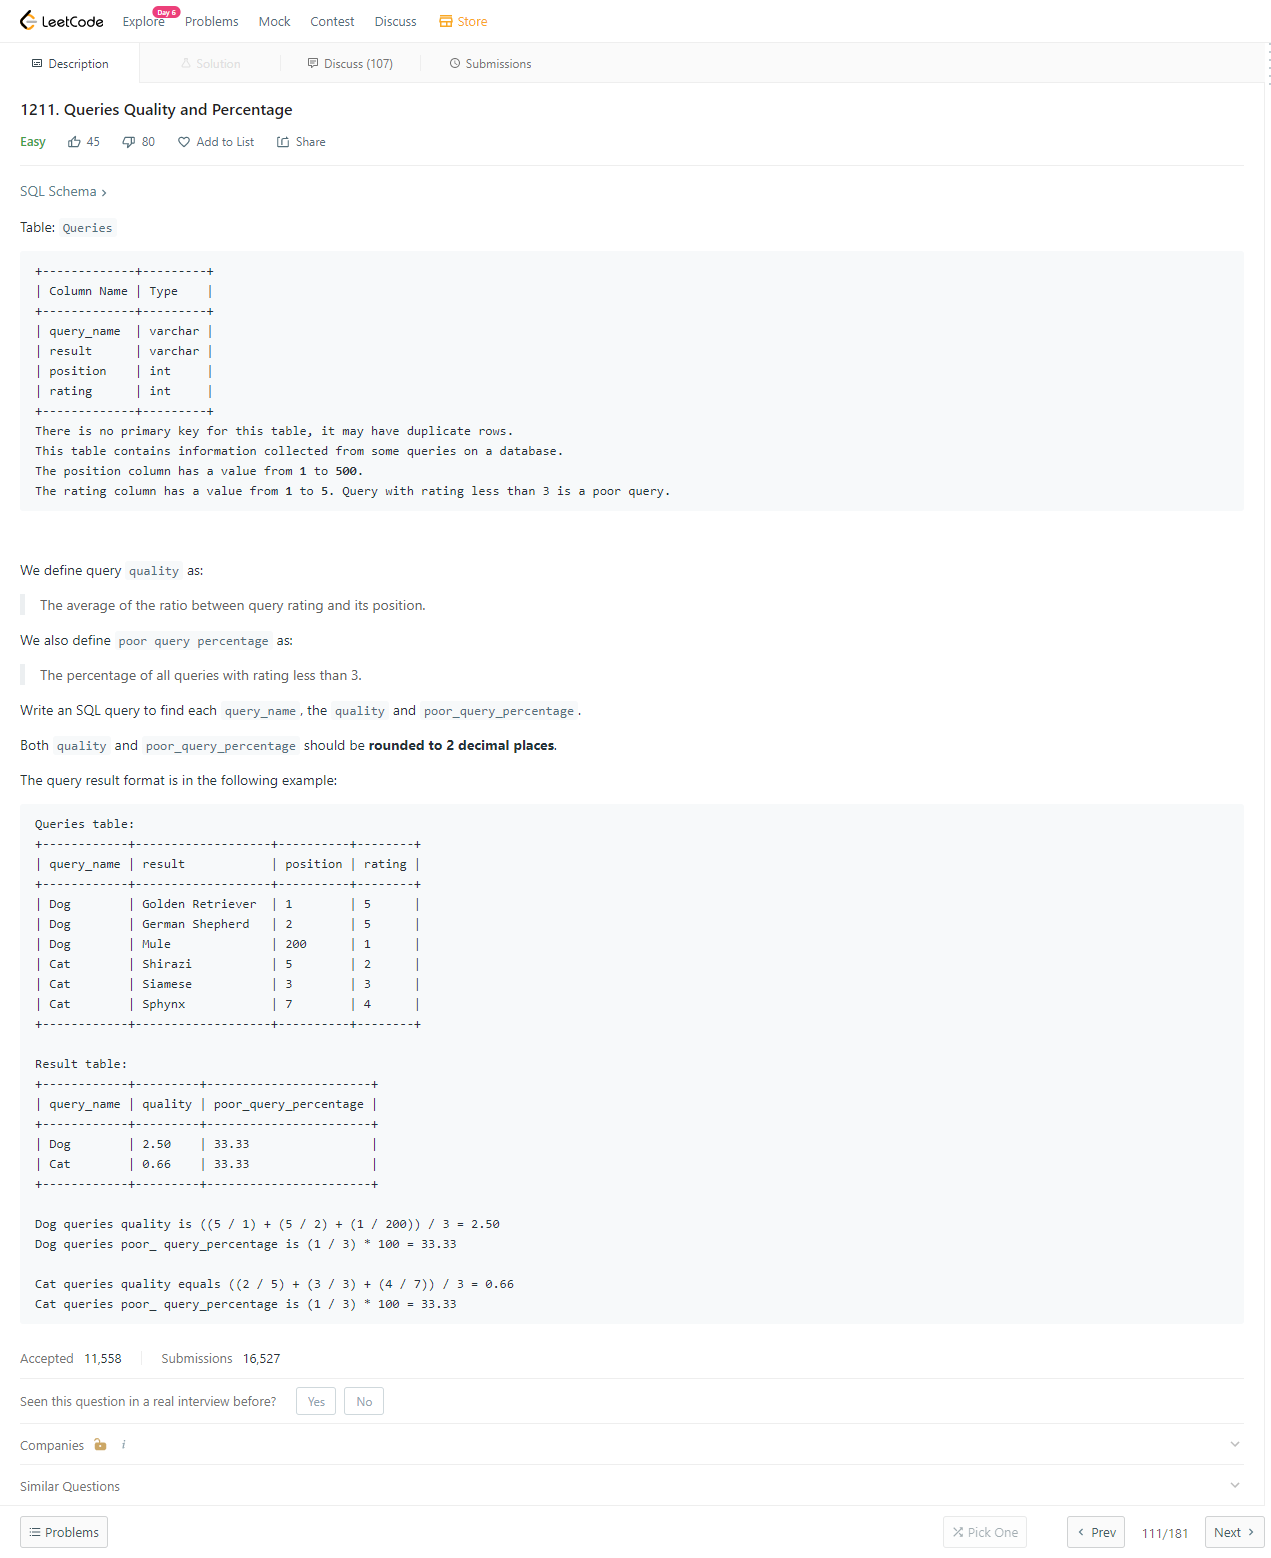 LeetCode Explore Day 6 Problems Mock Contest Discuss Store
Description Solution Discuss (107) Submissions
1211. Queries Quality and Percentage
Easy 45 80 Add to List Share
SQL Schema >
Table: Queries
+-------------+---------+
| Column Name | Type    |
+-------------+---------+
| query_name  | varchar |
| result      | varchar |
| position    | int     |
| rating      | int     |
+-------------+---------+
There is no primary key for this table, it may have duplicate rows.
This table contains information collected from some queries on a database.
The position column has a value from 1 to 500.
The rating column has a value from 1 to 5. Query with rating less than 3 is a poor query.
We define query quality as:
The average of the ratio between query rating and its position.
We also define poor query percentage as:
The percentage of all queries with rating less than 3.
Write an SQL query to find each query_name, the quality and poor_query_percentage.
Both quality and poor_query_percentage should be rounded to 2 decimal places.
The query result format is in the following example:
Queries table:
+------------+-------------------+----------+--------+
| query_name | result            | position | rating |
+------------+-------------------+----------+--------+
| Dog        | Golden Retriever  | 1        | 5      |
| Dog        | German Shepherd   | 2        | 5      |
| Dog        | Mule              | 200      | 1      |
| Cat        | Shirazi           | 5        | 2      |
| Cat        | Siamese           | 3        | 3      |
| Cat        | Sphynx            | 7        | 4      |
+------------+-------------------+----------+--------+
Result table:
+------------+---------+-----------------------+
| query_name | quality | poor_query_percentage |
+------------+---------+-----------------------+
| Dog        | 2.50    | 33.33                 |
| Cat        | 0.66    | 33.33                 |
+------------+---------+-----------------------+
Dog queries quality is ((5 / 1) + (5 / 2) + (1 / 200)) / 3 = 2.50
Dog queries poor_ query_percentage is (1 / 3) * 100 = 33.33
Cat queries quality equals ((2 / 5) + (3 / 3) + (4 / 7)) / 3 = 0.66
Cat queries poor_ query_percentage is (1 / 3) * 100 = 33.33
Accepted 11,558 Submissions 16,527
Seen this question in a real interview before? Yes No
Companies i
Similar Questions
Problems Pick One < Prev 111/181 Next >